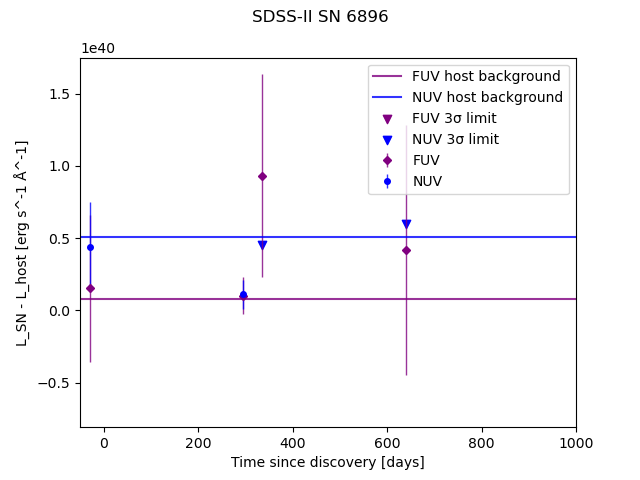 SDSS-II SN 6896
1e40
FUV host background
NUV host background
FUV 3σ limit
NUV 3σ limit
FUV
NUV
1.5
1.0
0.5
0.0
−0.5
L_SN - L_host [erg s^-1 Å^-1]
0 200 400 600 800 1000
Time since discovery [days]